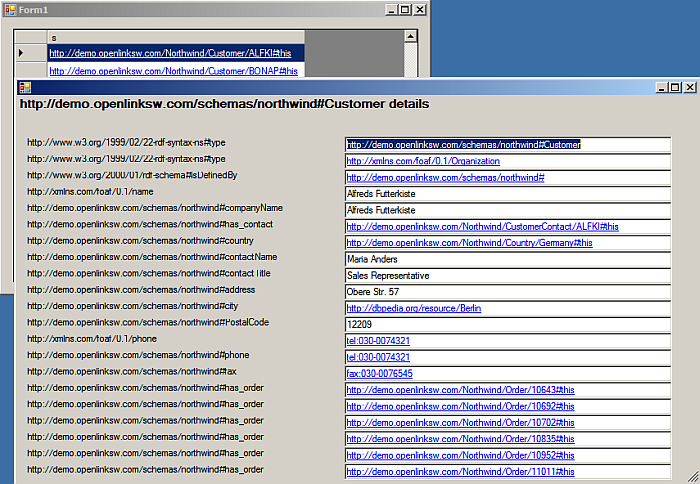 Form1
s
http://demo.openlinksw.com/Northwind/Customer/ALFKI#this
http://demo.openlinksw.com/Northwind/Customer/BONAP#this
http://demo.openlinksw.com/schemas/northwind#Customer details
http://www.w3.org/1999/02/22-rdf-syntax-ns#type http://demo.openlinksw.com/schemas/northwind#Customer
http://www.w3.org/1999/02/22-rdf-syntax-ns#type http://xmlns.com/foaf/0.1/Organization
http://www.w3.org/2000/01/rdf-schema#isDefinedBy http://demo.openlinksw.com/schemas/northwind#
http://xmlns.com/foaf/0.1/name Alfreds Futterkiste
http://demo.openlinksw.com/schemas/northwind#companyName Alfreds Futterkiste
http://demo.openlinksw.com/schemas/northwind#has_contact http://demo.openlinksw.com/Northwind/CustomerContact/ALFKI#this
http://demo.openlinksw.com/schemas/northwind#country http://demo.openlinksw.com/Northwind/Country/Germany#this
http://demo.openlinksw.com/schemas/northwind#contactName Maria Anders
http://demo.openlinksw.com/schemas/northwind#contactTitle Sales Representative
http://demo.openlinksw.com/schemas/northwind#address Obere Str. 57
http://demo.openlinksw.com/schemas/northwind#city http://dbpedia.org/resource/Berlin
http://demo.openlinksw.com/schemas/northwind#PostalCode 12209
http://xmlns.com/foaf/0.1/phone tel:030-0074321
http://demo.openlinksw.com/schemas/northwind#phone tel:030-0074321
http://demo.openlinksw.com/schemas/northwind#fax fax:030-0076545
http://demo.openlinksw.com/schemas/northwind#has_order http://demo.openlinksw.com/Northwind/Order/10643#this
http://demo.openlinksw.com/schemas/northwind#has_order http://demo.openlinksw.com/Northwind/Order/10692#this
http://demo.openlinksw.com/schemas/northwind#has_order http://demo.openlinksw.com/Northwind/Order/10702#this
http://demo.openlinksw.com/schemas/northwind#has_order http://demo.openlinksw.com/Northwind/Order/10835#this
http://demo.openlinksw.com/schemas/northwind#has_order http://demo.openlinksw.com/Northwind/Order/10952#this
http://demo.openlinksw.com/schemas/northwind#has_order http://demo.openlinksw.com/Northwind/Order/11011#this